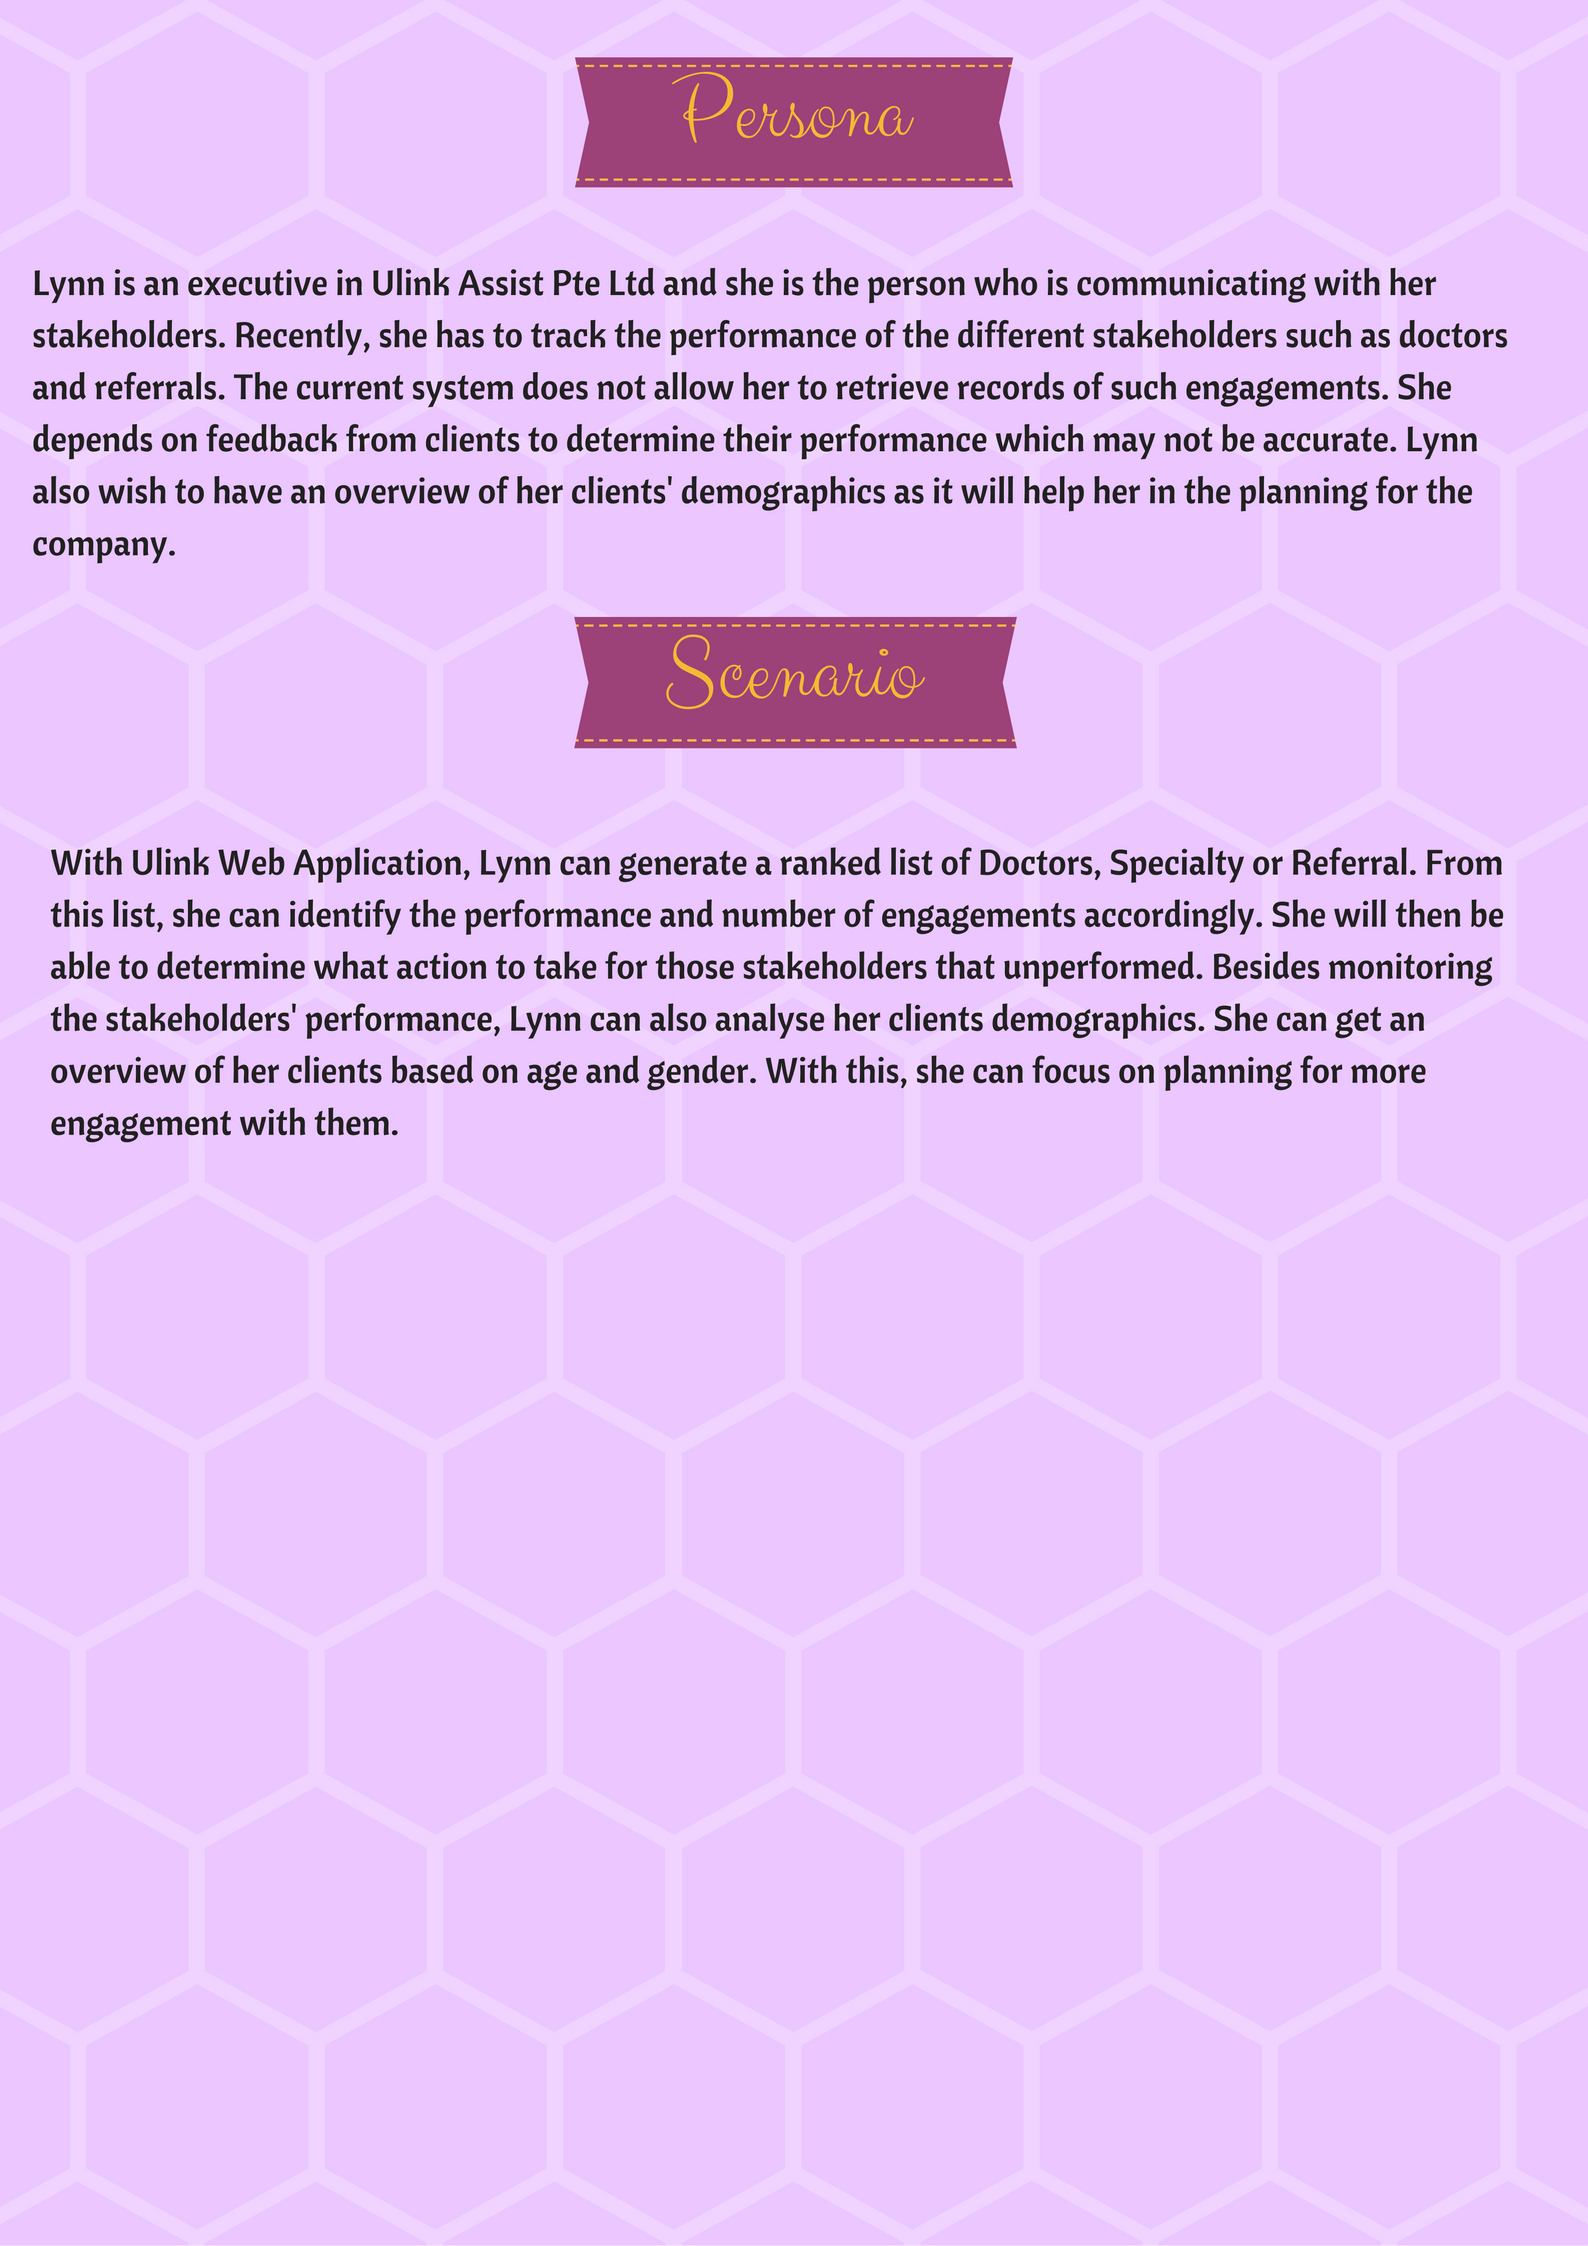 Persona
Lynn is an executive in Ulink Assist Pte Ltd and she is the person who is communicating with her
stakeholders. Recently, she has to track the performance of the different stakeholders such as doctors
and referrals. The current system does not allow her to retrieve records of such engagements. She
depends on feedback from clients to determine their performance which may not be accurate. Lynn
also wish to have an overview of her clients' demographics as it will help her in the planning for the
company.
Scenario
With Ulink Web Application, Lynn can generate a ranked list of Doctors, Specialty or Referral. From
this list, she can identify the performance and number of engagements accordingly. She will then be
able to determine what action to take for those stakeholders that unperformed. Besides monitoring
the stakeholders' performance, Lynn can also analyse her clients demographics. She can get an
overview of her clients based on age and gender. With this, she can focus on planning for more
engagement with them.